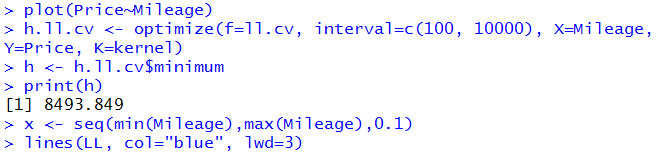 > plot(Price~Mileage)
> h.ll.cv <- optimize(f=ll.cv, interval=c(100, 10000), X=Mileage,
Y=Price, K=kernel)
> h <- h.ll.cv$minimum
> print(h)
[1] 8493.849
> x <- seq(min(Mileage),max(Mileage),0.1)
> lines(LL, col="blue", lwd=3)